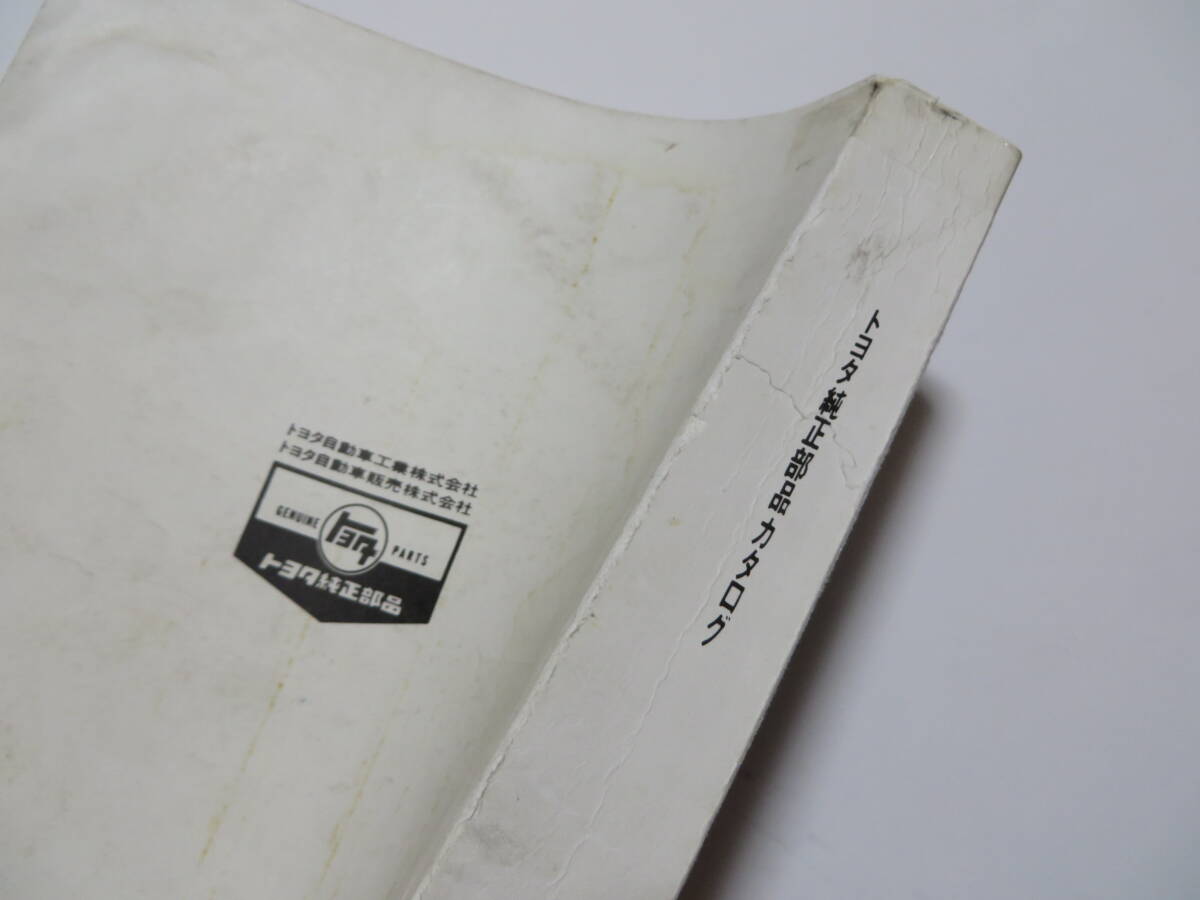 トヨタ自動車工業株式会社
トヨタ自動車販売株式会社
GENUINE トヨタ PARTS
トヨタ純正部品
トヨタ純正部品カタログ